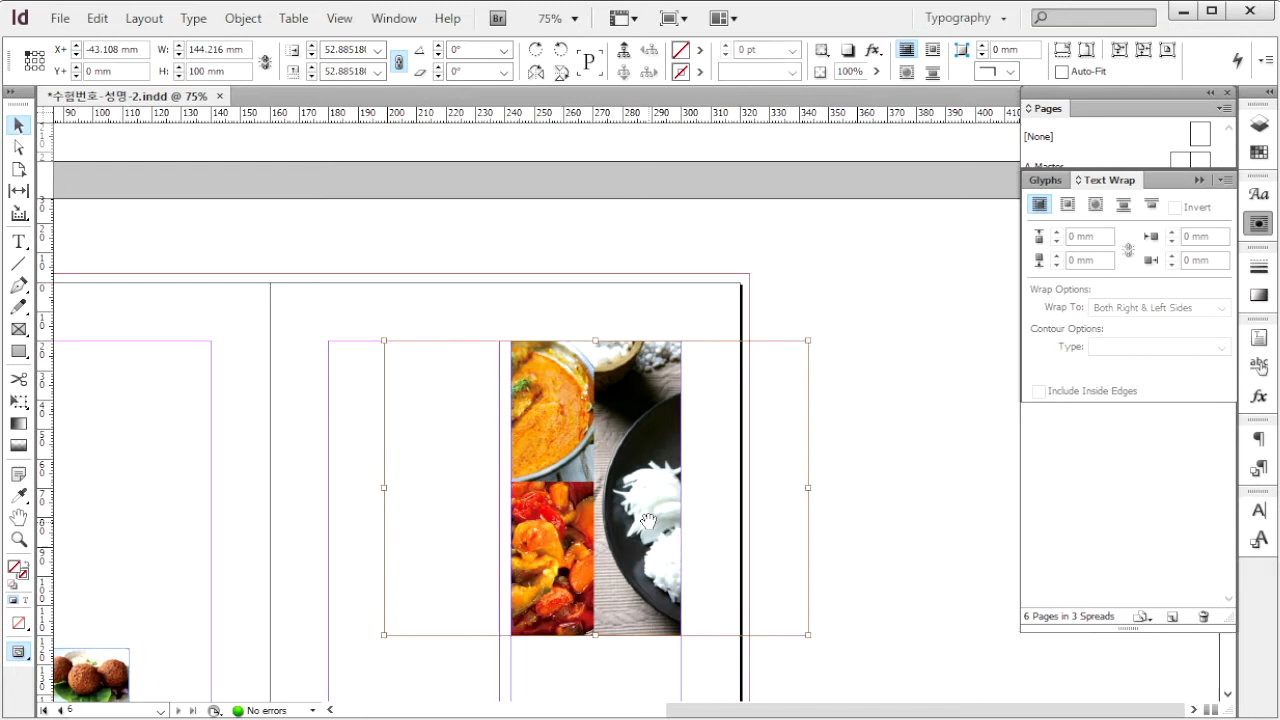 Id File Edit Layout Type Object Table View Window Help Br 75% Typography
X+ -43.108 mm W: 144.216 mm 52.88518( 0° P 0 pt fx. 0 mm
Y+ 0 mm H: 100 mm 52.88518( 0° 100% Auto-Fit
*수험번호-성명-2.indd @ 75% ×
90 100 110 120 130 140 150 160 170 180 190 200 210 220 230 240 250 260 270 280 290 300 310 320 330 340 350 360 370 380 390 400 410
Pages
[None]
A-Master
Glyphs Text Wrap
Invert
0 mm 0 mm
0 mm 0 mm
Wrap Options:
Wrap To: Both Right & Left Sides
Contour Options:
Type:
Include Inside Edges
6 Pages in 3 Spreads
6 No errors